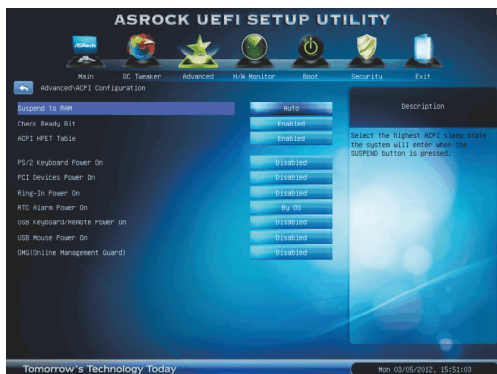 ASROCK UEFI SETUP UTILITY
ASRock
Main OC Tweaker Advanced H/W Monitor Boot Security Exit
Advanced\ACPI Configuration
Description
Suspend to RAM Auto
Check Ready Bit Enabled
ACPI HPET Table Enabled
Select the highest ACPI sleep state
the system will enter when the
SUSPEND button is pressed.
PS/2 Keyboard Power On Disabled
PCI Devices Power On Disabled
Ring-In Power On Disabled
RTC Alarm Power On By OS
USB Keyboard/Remote Power On Disabled
USB Mouse Power On Disabled
OMG(Online Management Guard) Disabled
Tomorrow's Technology Today
Mon 03/05/2012, 15:51:03